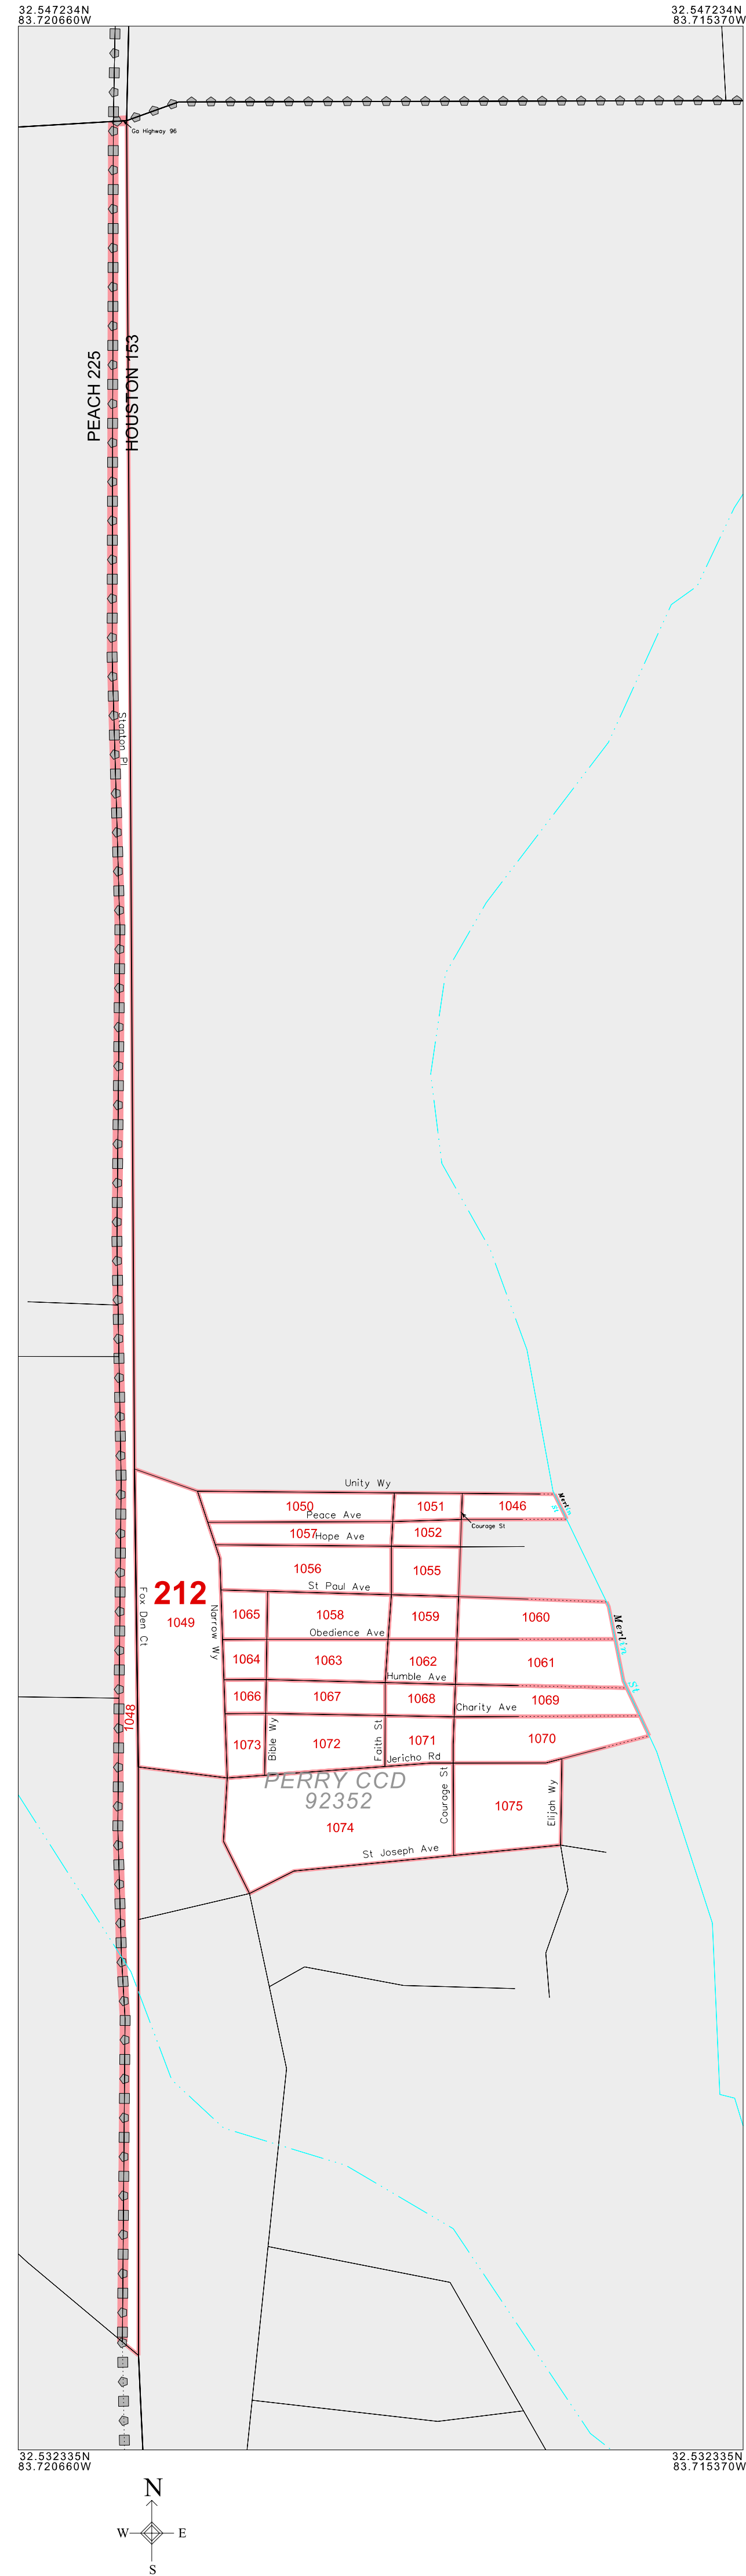 32.547234N
83.720660W
32.547234N
83.715370W
Ga Highway 96
PEACH 225
HOUSTON 153
Stanton Pl
Unity Wy
1050
1051
1046
Merlin
St
Peace Ave
Courage St
1057
Hope Ave
1052
1056
1055
212
St Paul Ave
1049
Fox Den Ct
Narrow Wy
1065
1058
1059
1060
Merlin St
Obedience Ave
1064
1063
1062
1061
Humble Ave
1066
1067
1068
Charity Ave
1069
1048
1073
Bible Wy
1072
Faith St
1071
1070
Jericho Rd
PERRY CCD
92352
Courage St
1075
Elijah Wy
1074
St Joseph Ave
32.532335N
83.720660W
32.532335N
83.715370W
N
W
E
S